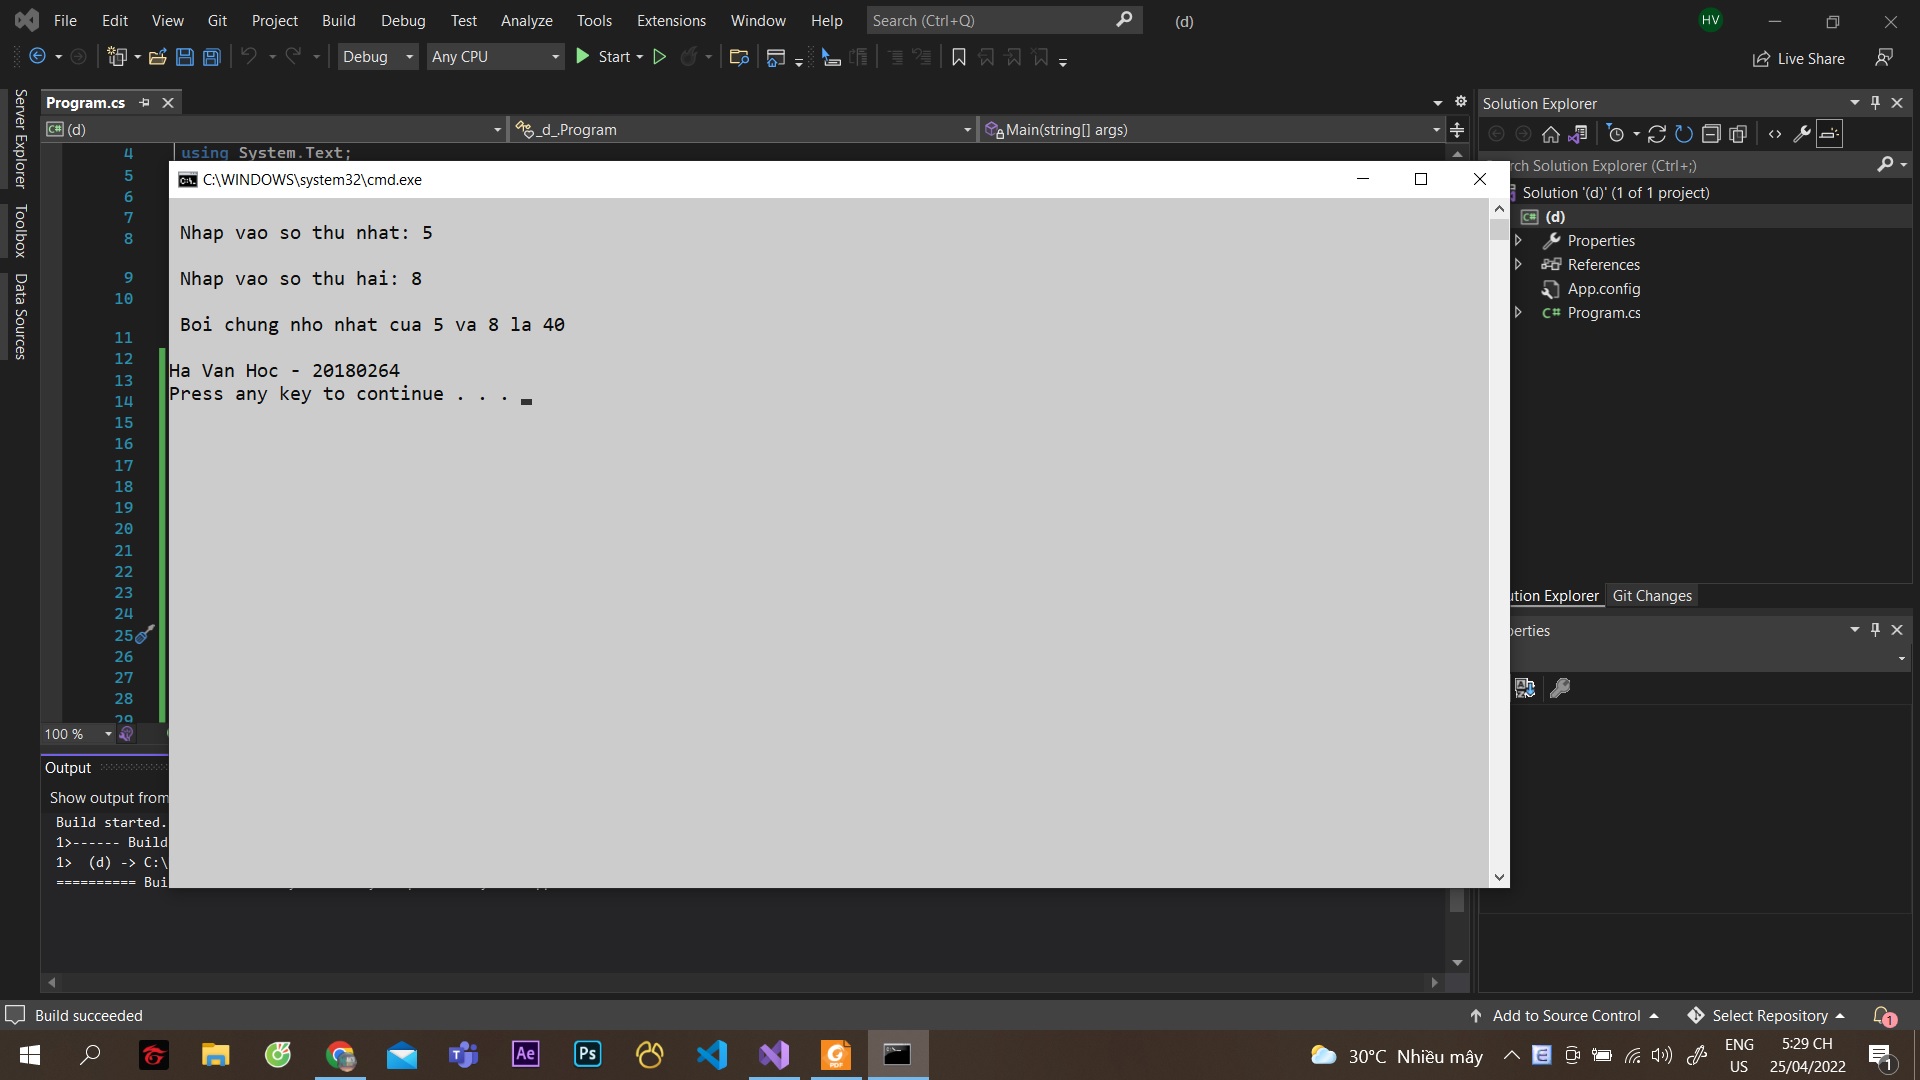 File Edit View Git Project Build Debug Test Analyze Tools Extensions Window Help Search (Ctrl+Q) (d) HV
Debug Any CPU Start Live Share
Server Explorer
Toolbox
Data Sources
Program.cs
(d) _d_.Program Main(string[] args)
4 using System.Text;
5
6
7
8
9
10
11
12
13
14
15
16
17
18
19
20
21
22
23
24
25
26
27
28
29
C:\WINDOWS\system32\cmd.exe
Nhap vao so thu nhat: 5
Nhap vao so thu hai: 8
Boi chung nho nhat cua 5 va 8 la 40
Ha Van Hoc - 20180264
Press any key to continue . . .
100 %
Output
Show output from
Build started.
1>------ Build
1> (d) -> C:\
========== Bui
Solution Explorer
rch Solution Explorer (Ctrl+;)
Solution '(d)' (1 of 1 project)
(d)
Properties
References
App.config
Program.cs
ution Explorer Git Changes
erties
Build succeeded Add to Source Control Select Repository 1
Ae Ps 30°C Nhiều mây ENG US 5:29 CH 25/04/2022 1